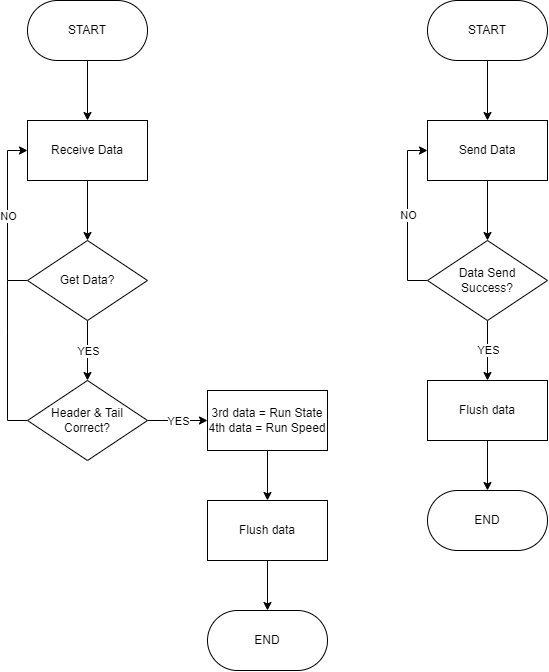 START
Receive Data
NO
Get Data?
YES
Header & Tail
Correct?
YES
3rd data = Run State
4th data = Run Speed
Flush data
END
START
Send Data
NO
Data Send
Success?
YES
Flush data
END